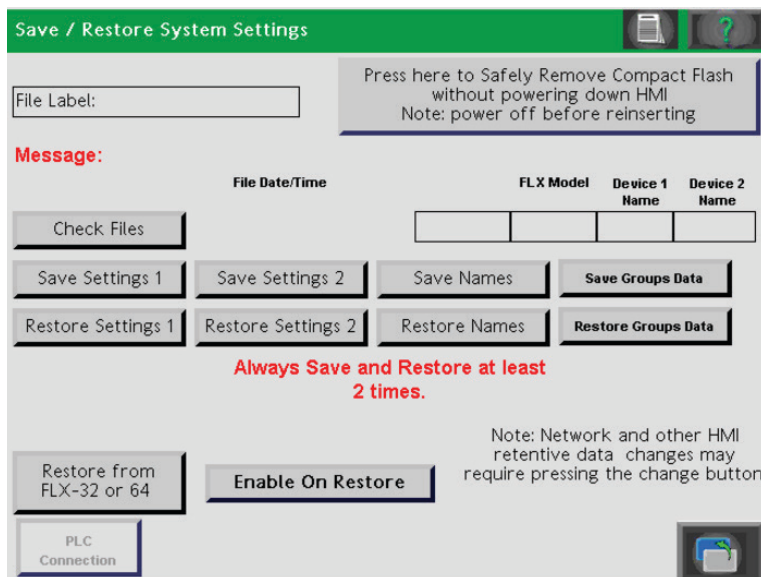 Save / Restore System Settings
?
Press here to Safely Remove Compact Flash
without powering down HMI
Note: power off before reinserting
File Label:
Message:
File Date/Time
FLX Model
Device 1
Name
Device 2
Name
Check Files
Save Settings 1
Save Settings 2
Save Names
Save Groups Data
Restore Settings 1
Restore Settings 2
Restore Names
Restore Groups Data
Always Save and Restore at least
2 times.
Note: Network and other HMI
retentive data changes may
require pressing the change button
Restore from
FLX-32 or 64
Enable On Restore
PLC
Connection